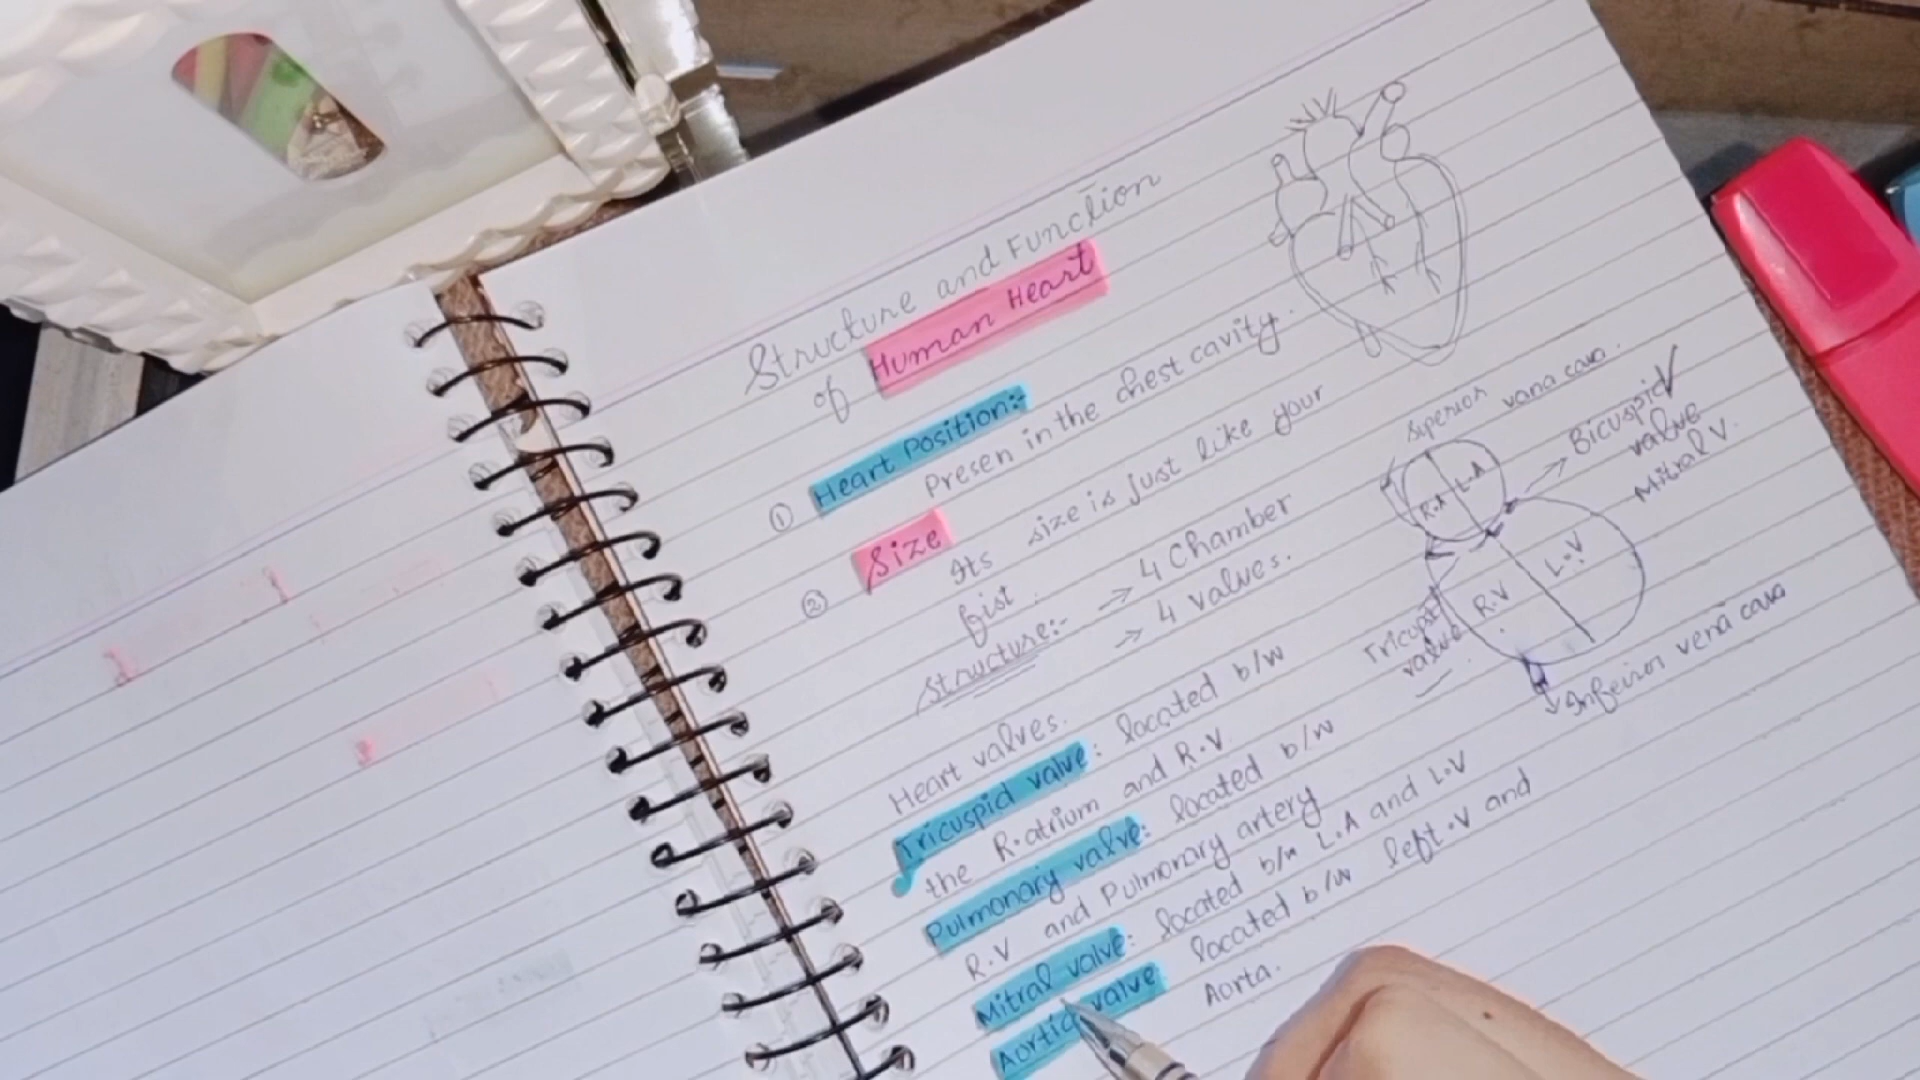 Structure and Function
of Human Heart
① Heart Position:-
Presen in the chest cavity.
② Size
Its size is just like your
fist.
Structure:- → 4 Chamber
→ 4 valves.
Heart valves.
Tricuspid valve: located b/w
the R.atrium and R.V
Pulmonary valve: located b/w
R.V and Pulmonary artery
Mitral valve: located b/w L.A and L.V
Aortic valve located b/w left.V and
Aorta.
Superior vana cava.
Bicuspid
valve
Mitral V.
R.A L.A
R.V L.V
Tricuspi
valve.
Infeiror vena cava